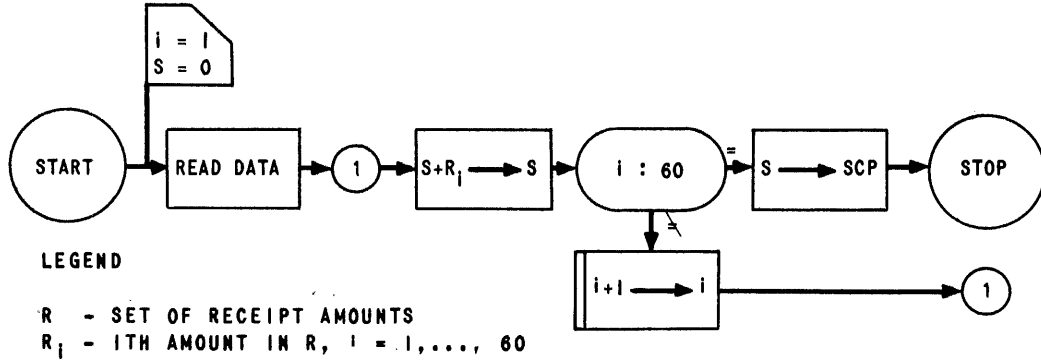 i = 1
S = 0
START
READ DATA
1
S+Rᵢ → S
i : 60
=
S → SCP
STOP
≠
i+1 → i
1
LEGEND
R - SET OF RECEIPT AMOUNTS
Rᵢ - ITH AMOUNT IN R, i = 1,..., 60